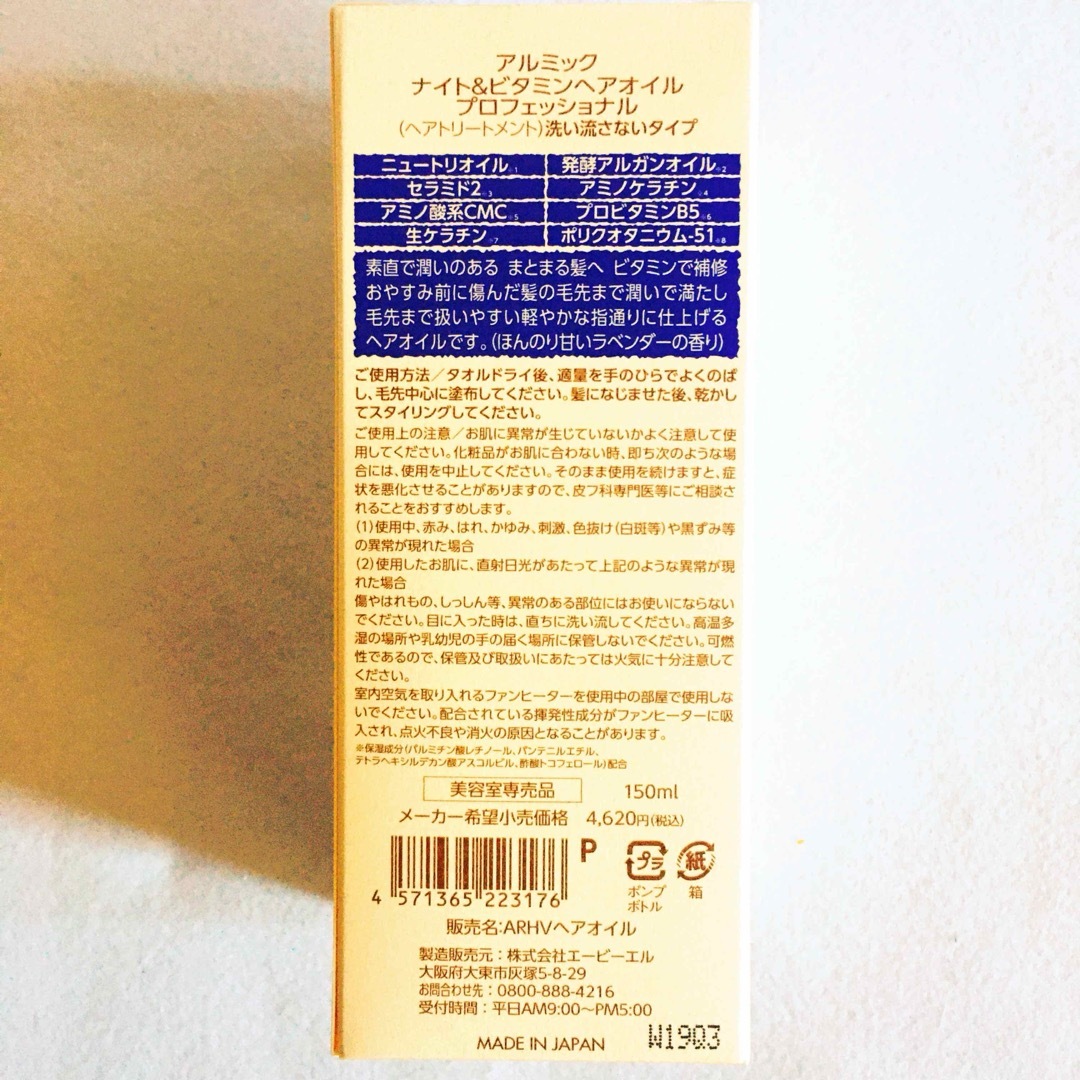 アルミック
ナイト&ビタミンヘアオイル
プロフェッショナル
(ヘアトリートメント)洗い流さないタイプ
ニュートリオイル※1 発酵アルガンオイル※2
セラミド2※3 アミノケラチン※4
アミノ酸系CMC※5 プロビタミンB5※6
生ケラチン※7 ポリクオタニウム-51※8
素直で潤いのある まとまる髪へ ビタミンで補修
おやすみ前に傷んだ髪の毛先まで潤いで満たし
毛先まで扱いやすい軽やかな指通りに仕上げる
ヘアオイルです。(ほんのり甘いラベンダーの香り)
ご使用方法/タオルドライ後、適量を手のひらでよくのば
し、毛先中心に塗布してください。髪になじませた後、乾かし
てスタイリングしてください。
ご使用上の注意/お肌に異常が生じていないかよく注意して使
用してください。化粧品がお肌に合わない時、即ち次のような場
合には、使用を中止してください。そのまま使用を続けますと、症
状を悪化させることがありますので、皮フ科専門医等にご相談さ
れることをおすすめします。
(1)使用中、赤み、はれ、かゆみ、刺激、色抜け(白斑等)や黒ずみ等
の異常が現れた場合
(2)使用したお肌に、直射日光があたって上記のような異常が現
れた場合
傷やはれもの、しっしん等、異常のある部位にはお使いにならない
でください。目に入った時は、直ちに洗い流してください。高温多
湿の場所や乳幼児の手の届く場所に保管しないでください。可燃
性であるので、保管及び取扱いにあたっては火気に十分注意して
ください。
室内空気を取り入れるファンヒーターを使用中の部屋で使用しな
いでください。配合されている揮発性成分がファンヒーターに吸
入され、点火不良や消火の原因となることがあります。
※保湿成分(パルミチン酸レチノール、パンテニルエチル、
テトラヘキシルデカン酸アスコルビル、酢酸トコフェロール)配合
美容室専売品 150ml
メーカー希望小売価格 4,620円(税込)
P プラ 紙
ポンプ
ボトル 箱
4 571365 223176
販売名:ARHVヘアオイル
製造販売元:株式会社エービーエル
大阪府大東市灰塚5-8-29
お問合わせ先:0800-888-4216
受付時間:平日AM9:00〜PM5:00
MADE IN JAPAN W19Q3